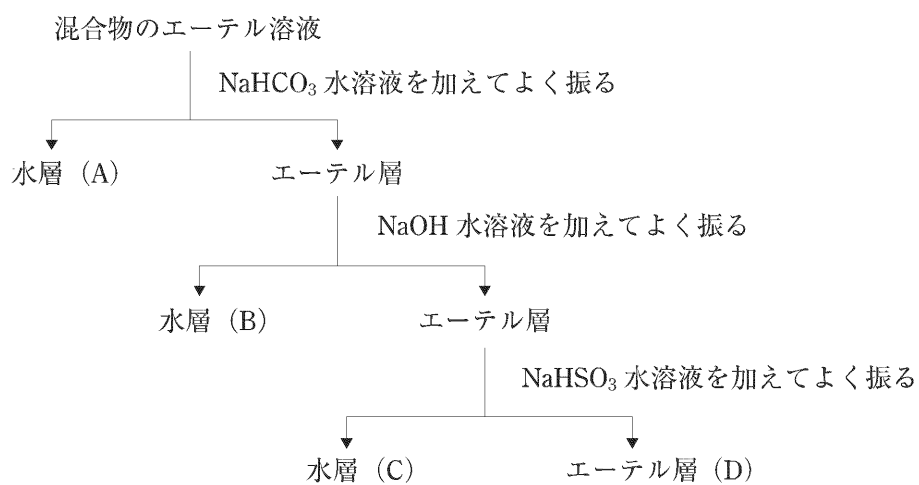 混合物のエーテル溶液
NaHCO₃ 水溶液を加えてよく振る
水層（A）
エーテル層
NaOH 水溶液を加えてよく振る
水層（B）
エーテル層
NaHSO₃ 水溶液を加えてよく振る
水層（C）
エーテル層（D）